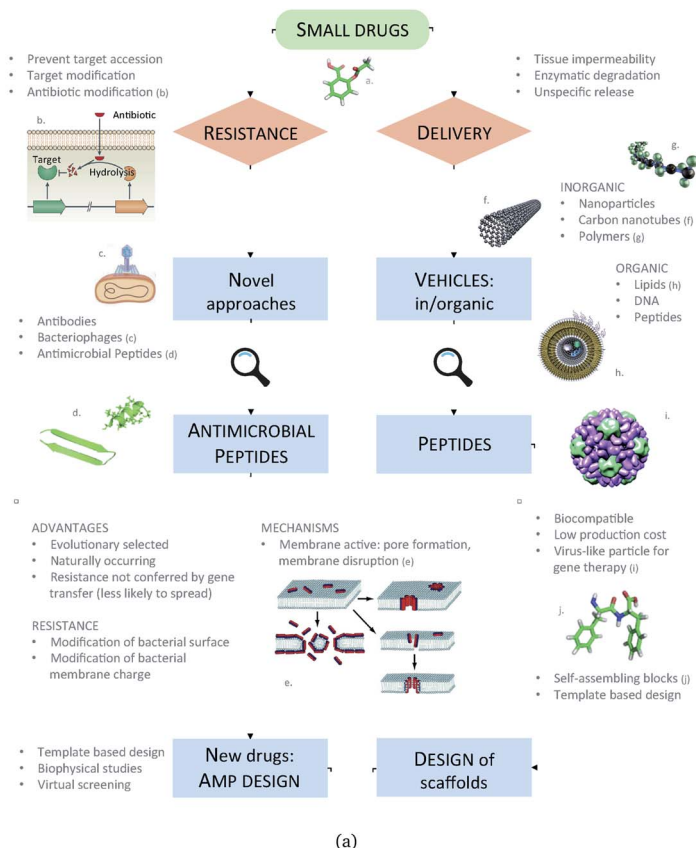 SMALL DRUGS
a.
• Prevent target accession
• Target modification
• Antibiotic modification (b)
• Tissue impermeability
• Enzymatic degradation
• Unspecific release
RESISTANCE
DELIVERY
b.
Antibiotic
Target
Hydrolysis
g.
f.
INORGANIC
• Nanoparticles
• Carbon nanotubes (f)
• Polymers (g)
c.
Novel
approaches
VEHICLES:
in/organic
ORGANIC
• Lipids (h)
• DNA
• Peptides
• Antibodies
• Bacteriophages (c)
• Antimicrobial Peptides (d)
h.
d.
ANTIMICROBIAL
PEPTIDES
PEPTIDES
i.
ADVANTAGES
• Evolutionary selected
• Naturally occurring
• Resistance not conferred by gene
transfer (less likely to spread)
RESISTANCE
• Modification of bacterial surface
• Modification of bacterial
membrane charge
MECHANISMS
• Membrane active: pore formation,
membrane disruption (e)
e.
• Biocompatible
• Low production cost
• Virus-like particle for
gene therapy (i)
j.
• Self-assembling blocks (j)
• Template based design
• Template based design
• Biophysical studies
• Virtual screening
New drugs:
AMP DESIGN
DESIGN of
scaffolds
(a)